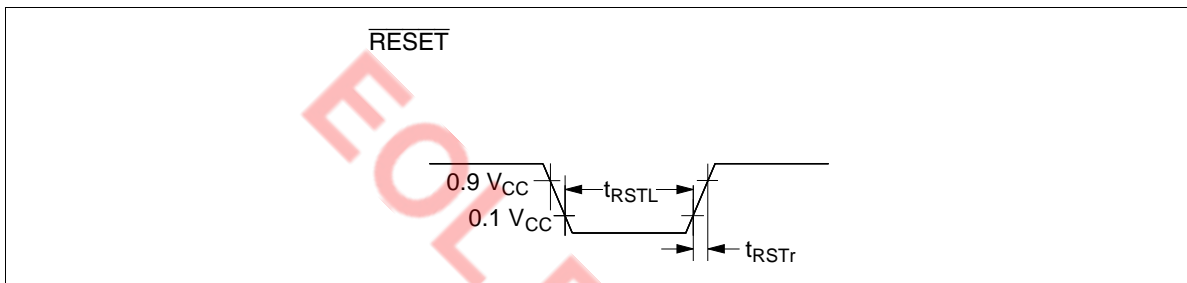 RESET
0.9 VCC
tRSTL
0.1 VCC
tRSTr
EOL